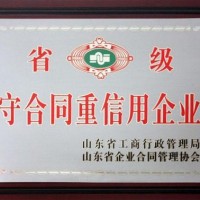 省 级
守合同重信用企业
山东省工商行政管理局
山东省企业合同管理协会